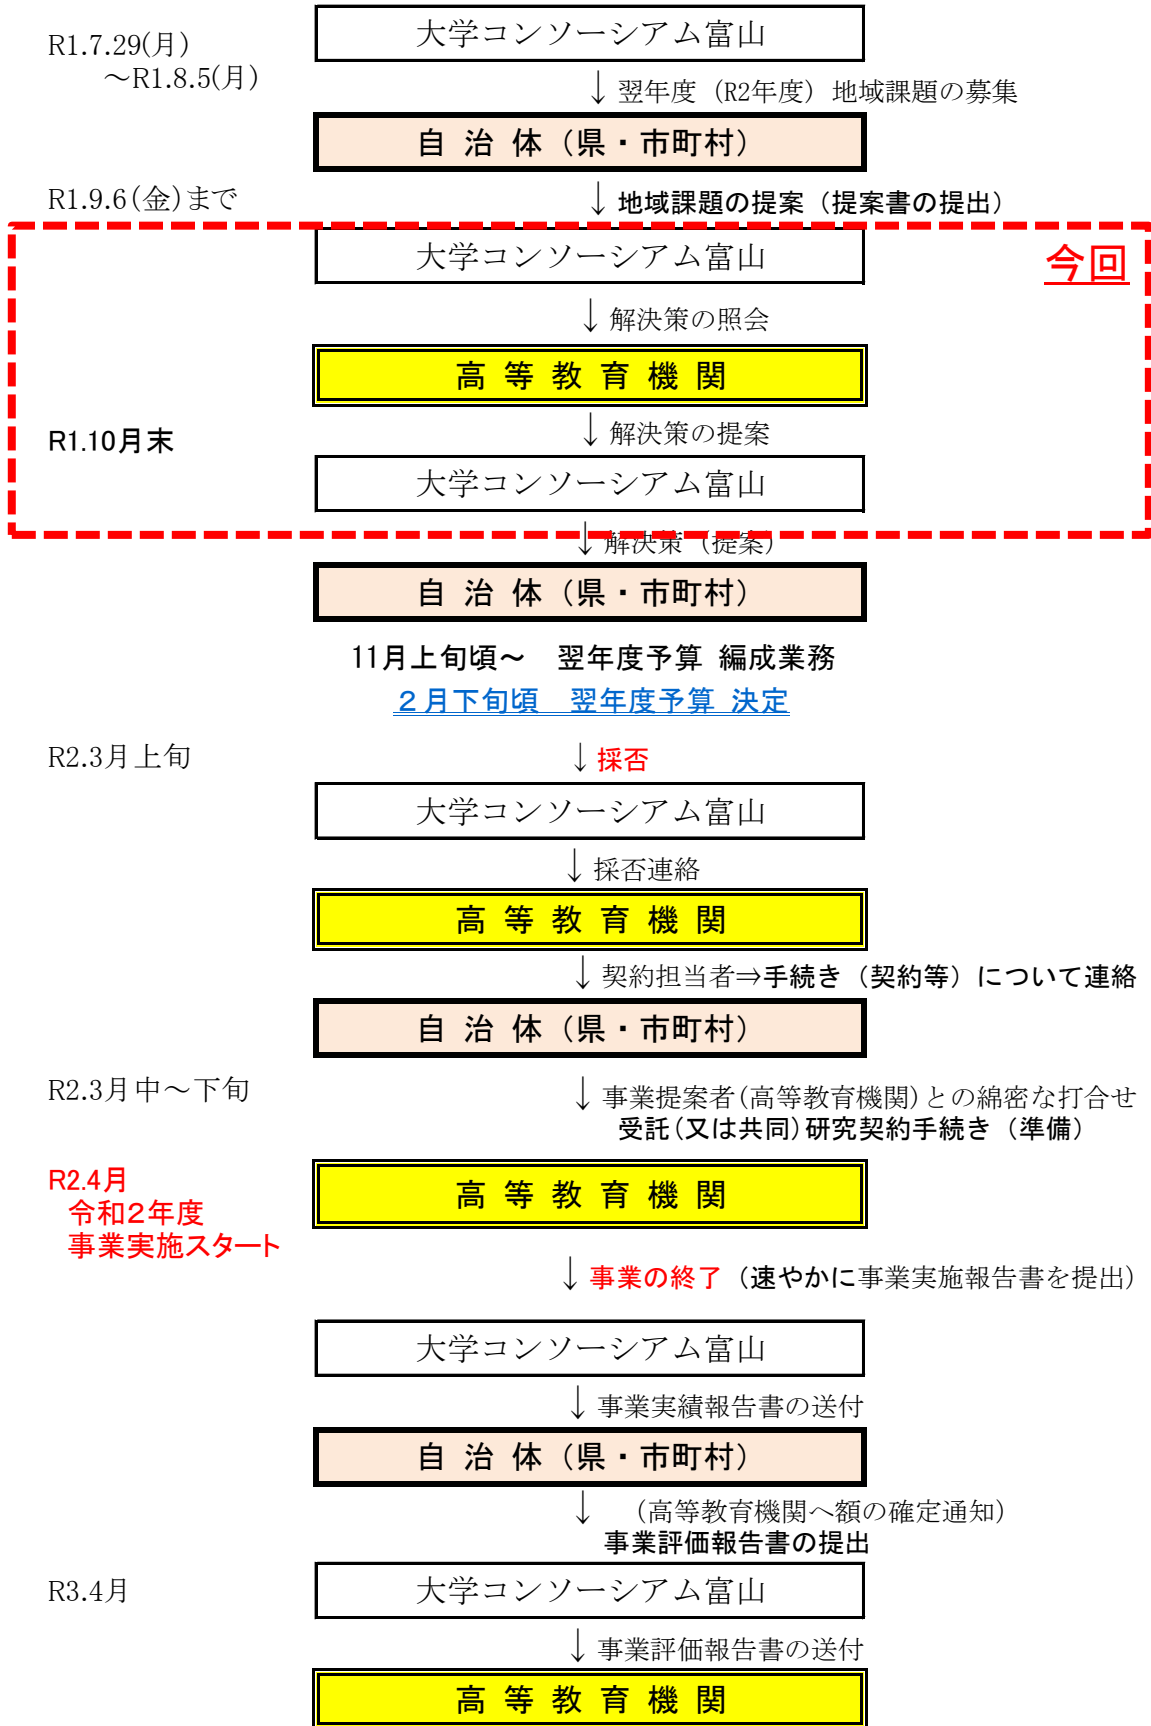 大学コンソーシアム富山
R1.7.29(月)
～R1.8.5(月)
↓翌年度（R2年度）地域課題の募集
自 治 体（県・市町村）
R1.9.6(金)まで
↓地域課題の提案（提案書の提出）
大学コンソーシアム富山
今回
↓解決策の照会
高 等 教 育 機 関
↓解決策の提案
R1.10月末
大学コンソーシアム富山
↓解決策（提案）
自 治 体（県・市町村）
11月上旬頃～　翌年度予算 編成業務
２月下旬頃　翌年度予算 決定
R2.3月上旬
↓採否
大学コンソーシアム富山
↓採否連絡
高 等 教 育 機 関
↓契約担当者⇒手続き（契約等）について連絡
自 治 体（県・市町村）
R2.3月中～下旬
↓事業提案者(高等教育機関)との綿密な打合せ
受託(又は共同)研究契約手続き（準備）
R2.4月
令和２年度
事業実施スタート
高 等 教 育 機 関
↓事業の終了（速やかに事業実施報告書を提出）
大学コンソーシアム富山
↓事業実績報告書の送付
自 治 体（県・市町村）
↓　（高等教育機関へ額の確定通知）
事業評価報告書の提出
R3.4月
大学コンソーシアム富山
↓事業評価報告書の送付
高 等 教 育 機 関